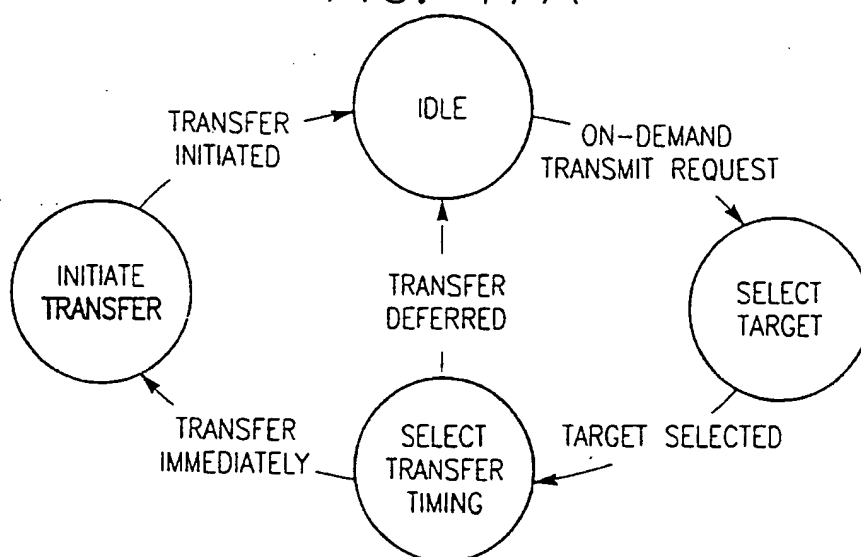 IDLE
TRANSFER
INITIATED
ON-DEMAND
TRANSMIT REQUEST
INITIATE
TRANSFER
TRANSFER
DEFERRED
SELECT
TARGET
TRANSFER
IMMEDIATELY
SELECT
TRANSFER
TIMING
TARGET SELECTED